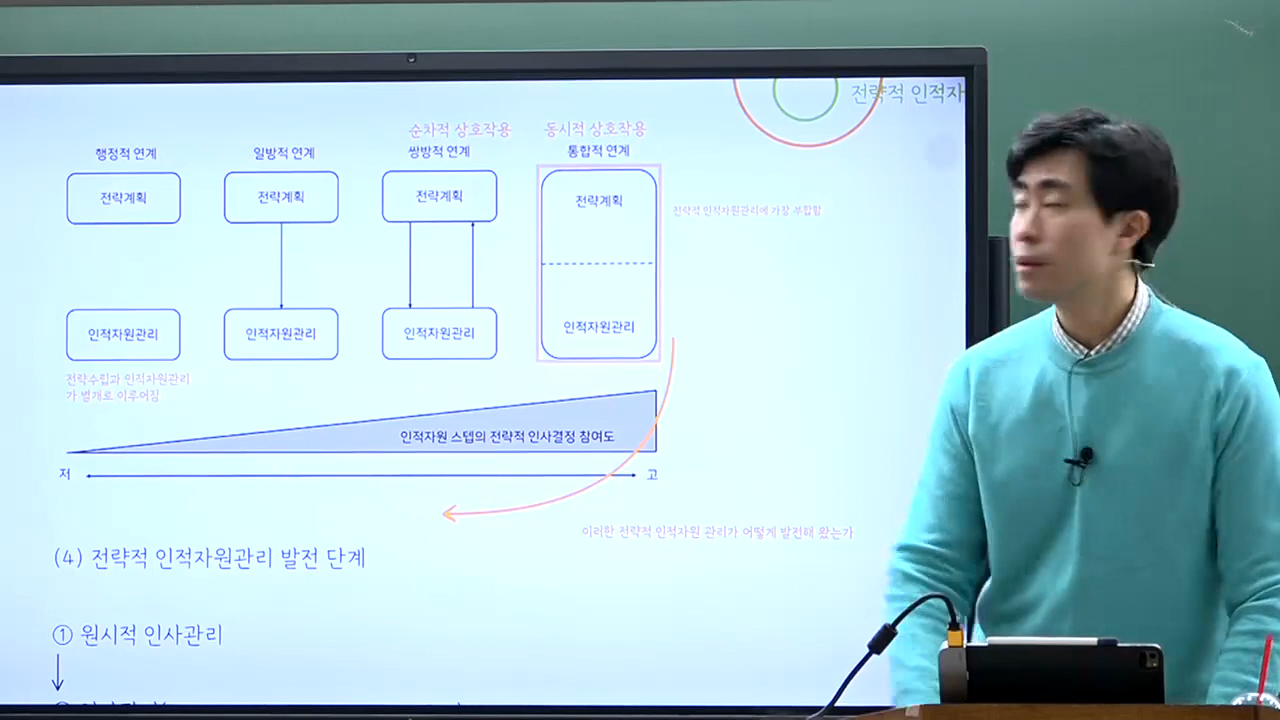 전략적 인적자
순차적 상호작용
동시적 상호작용
행정적 연계
일방적 연계
쌍방적 연계
통합적 연계
전략계획
전략계획
전략계획
전략계획
전략적 인적자원관리에 가장 부합함
인적자원관리
인적자원관리
인적자원관리
인적자원관리
전략수립과 인적자원관리
가 별개로 이루어짐
인적자원 스텝의 전략적 인사결정 참여도
저
고
이러한 전략적 인적자원 관리가 어떻게 발전해 왔는가
(4) 전략적 인적자원관리 발전 단계
① 원시적 인사관리